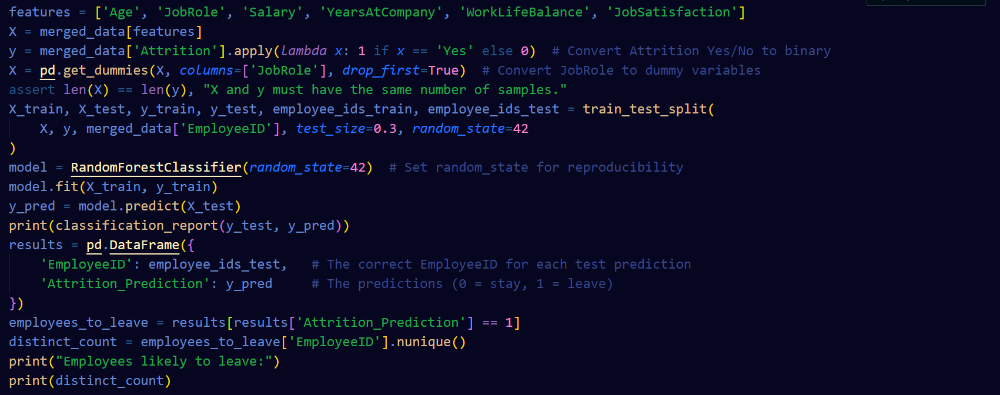 features = ['Age', 'JobRole', 'Salary', 'YearsAtCompany', 'WorkLifeBalance', 'JobSatisfaction']
X = merged_data[features]
y = merged_data['Attrition'].apply(lambda x: 1 if x == 'Yes' else 0)  # Convert Attrition Yes/No to binary
X = pd.get_dummies(X, columns=['JobRole'], drop_first=True)  # Convert JobRole to dummy variables
assert len(X) == len(y), "X and y must have the same number of samples."
X_train, X_test, y_train, y_test, employee_ids_train, employee_ids_test = train_test_split(
    X, y, merged_data['EmployeeID'], test_size=0.3, random_state=42
)
model = RandomForestClassifier(random_state=42)  # Set random_state for reproducibility
model.fit(X_train, y_train)
y_pred = model.predict(X_test)
print(classification_report(y_test, y_pred))
results = pd.DataFrame({
    'EmployeeID': employee_ids_test,   # The correct EmployeeID for each test prediction
    'Attrition_Prediction': y_pred     # The predictions (0 = stay, 1 = leave)
})
employees_to_leave = results[results['Attrition_Prediction'] == 1]
distinct_count = employees_to_leave['EmployeeID'].nunique()
print("Employees likely to leave:")
print(distinct_count)